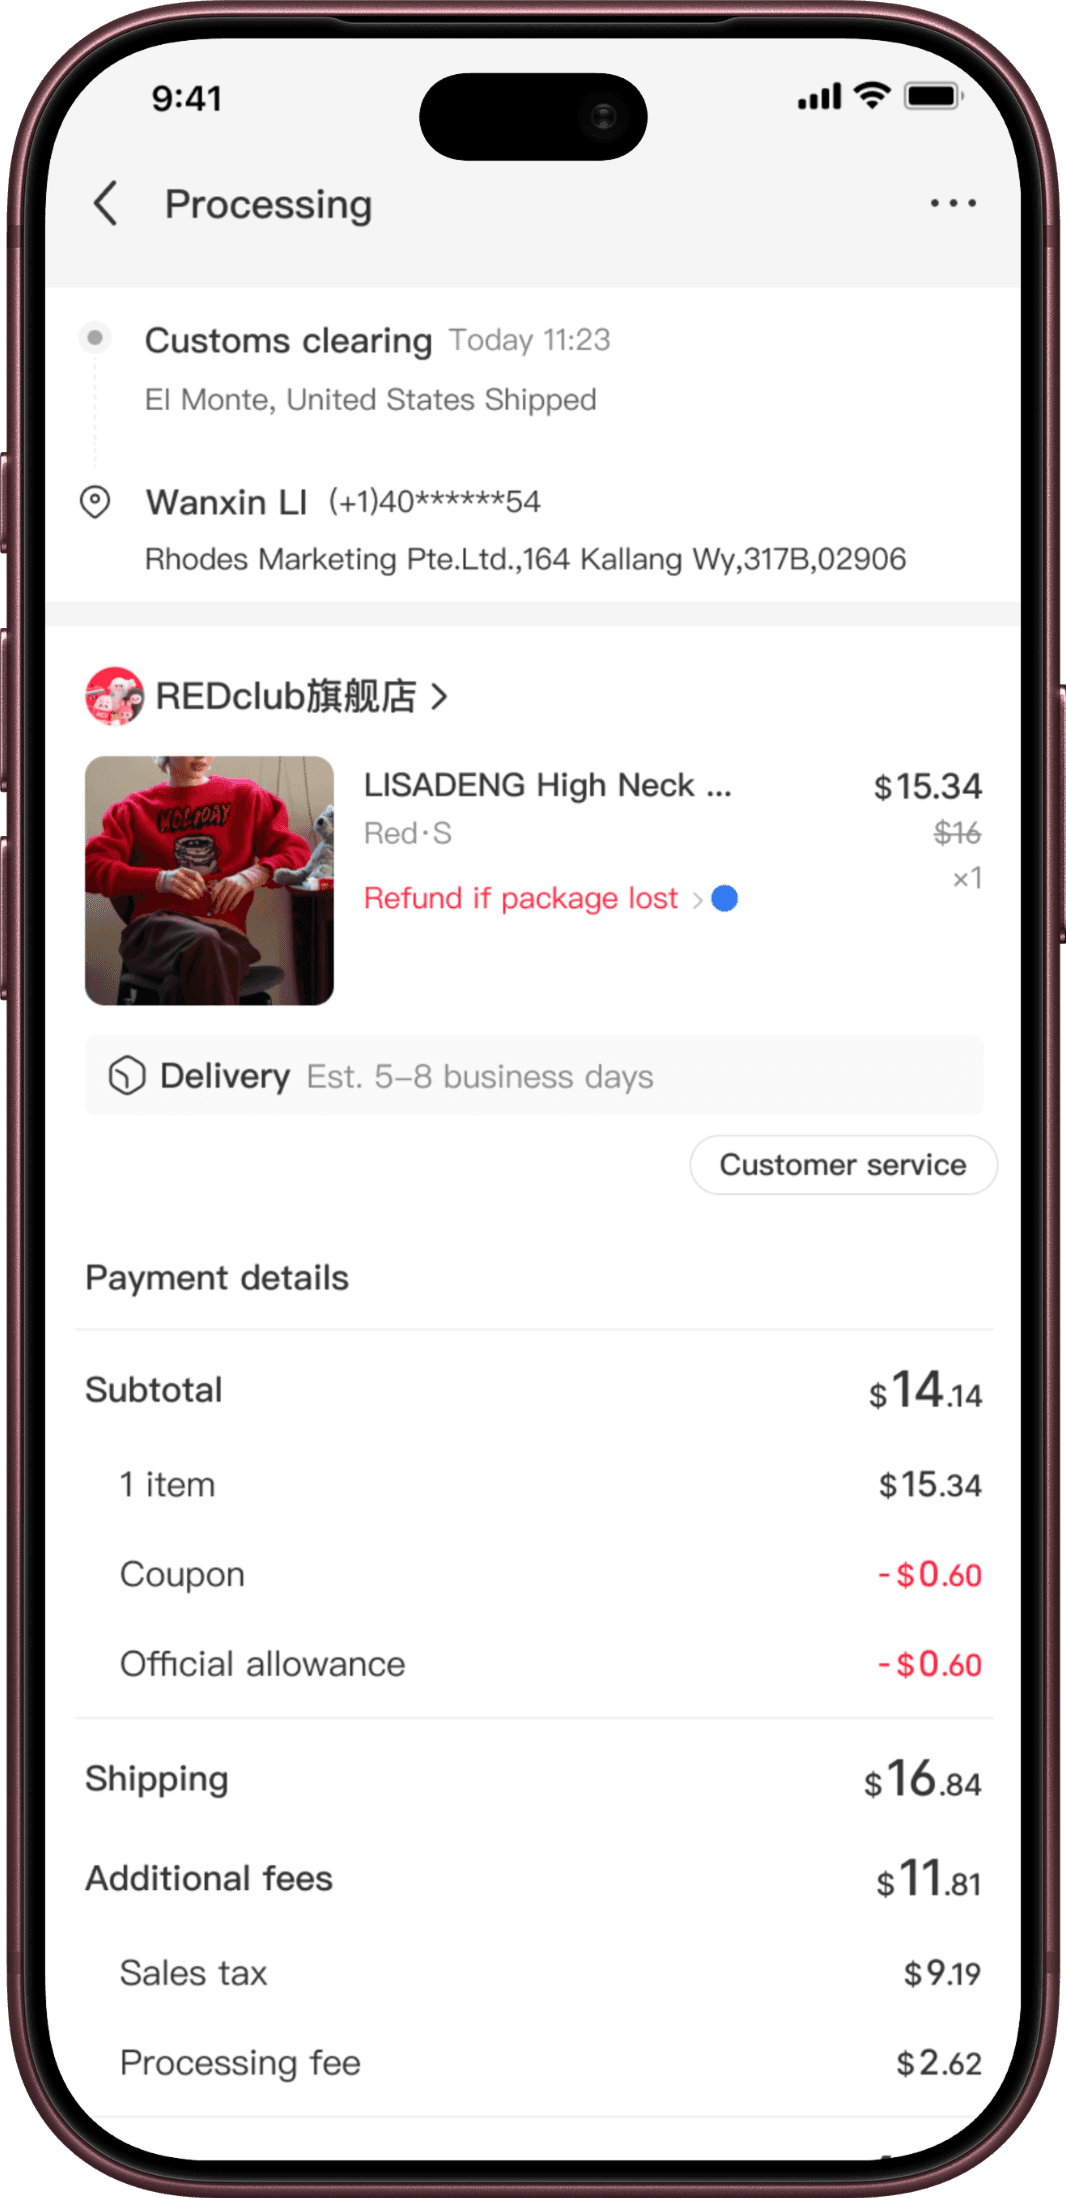 9:41
Processing
Customs clearing Today 11:23
El Monte, United States Shipped
Wanxin LI (+1)40******54
Rhodes Marketing Pte.Ltd.,164 Kallang Wy,317B,02906
REDclub旗舰店
HOLIDAY
LISADENG High Neck ... $15.34
Red·S $16
×1
Refund if package lost
Delivery Est. 5–8 business days
Customer service
Payment details
Subtotal $14.14
1 item $15.34
Coupon -$0.60
Official allowance -$0.60
Shipping $16.84
Additional fees $11.81
Sales tax $9.19
Processing fee $2.62